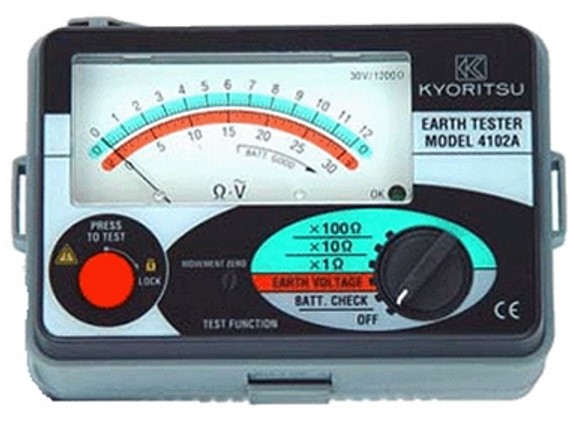 30V/1200Ω
KYORITSU
0 1 2 3 4 5 6 7 8 9 10 11 12
0 5 10 15 20 25 30
BATT. GOOD
Ω-Ṽ
OK
EARTH TESTER
MODEL 4102A
PRESS
TO TEST
LOCK
×100Ω
×10Ω
×1Ω
MOVEMENT ZERO
EARTH VOLTAGE
BATT. CHECK
OFF
TEST FUNCTION
CE